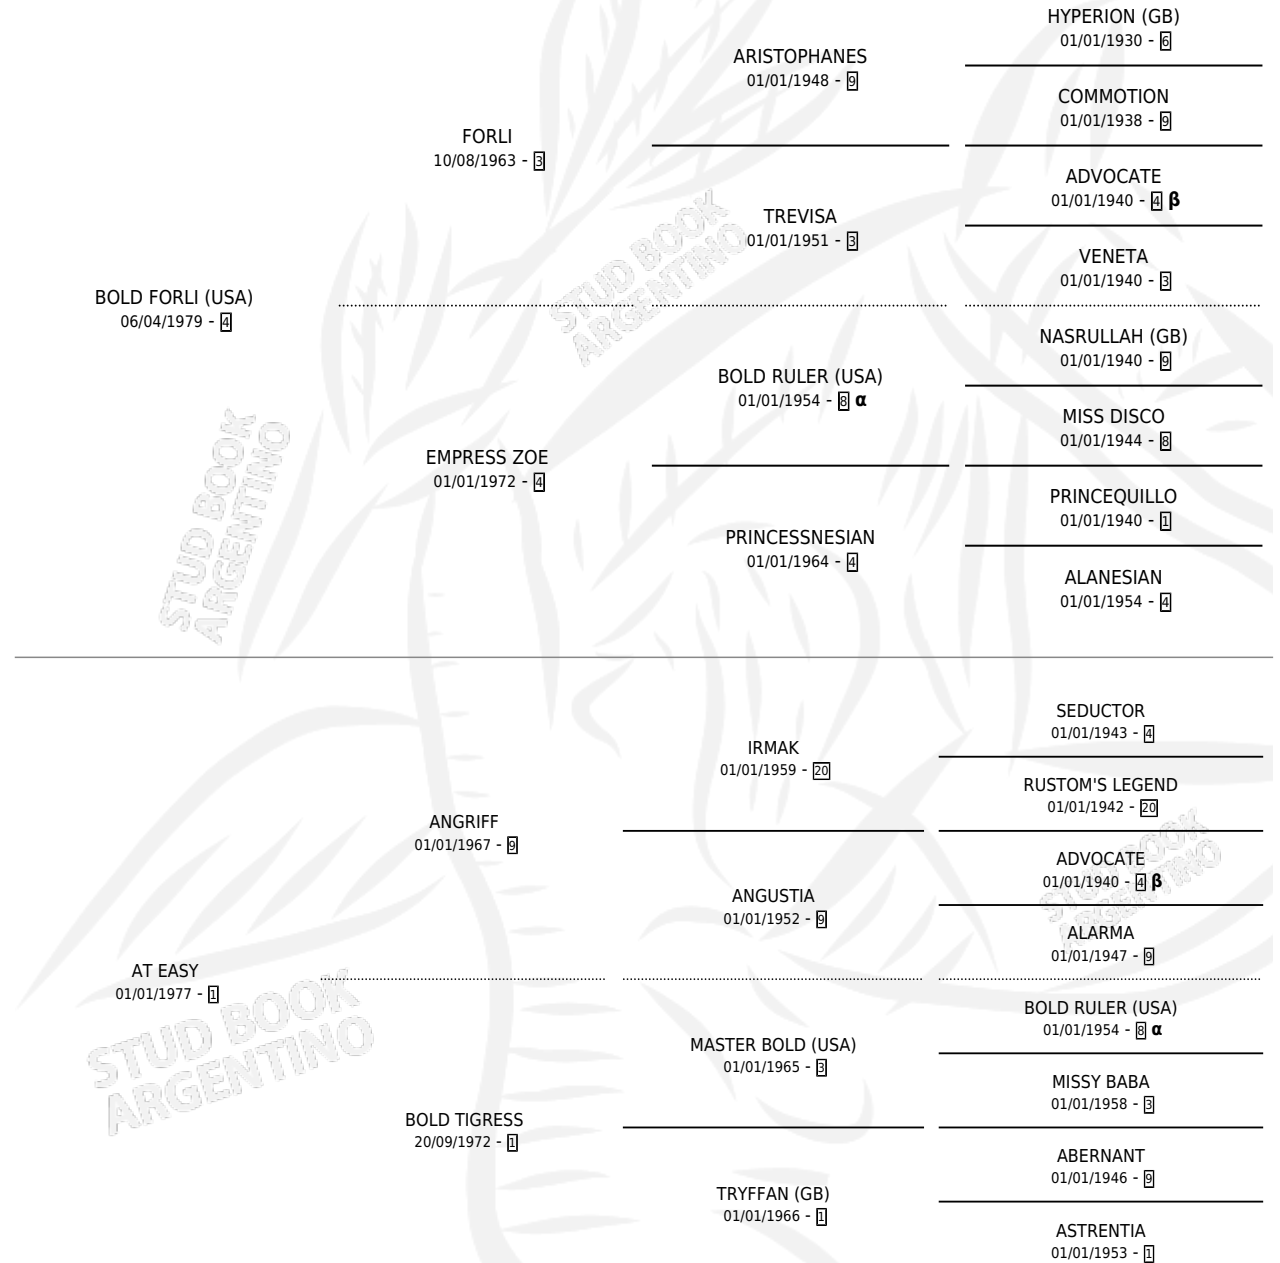 HYPERION (GB)
01/01/1930 - 6
ARISTOPHANES
01/01/1948 - 9
COMMOTION
01/01/1938 - 9
FORLI
10/08/1963 - 3
ADVOCATE
01/01/1940 - 4 β
TREVISA
01/01/1951 - 3
VENETA
01/01/1940 - 3
BOLD FORLI (USA)
06/04/1979 - 4
NASRULLAH (GB)
01/01/1940 - 9
BOLD RULER (USA)
01/01/1954 - 8 α
MISS DISCO
01/01/1944 - 8
EMPRESS ZOE
01/01/1972 - 4
PRINCEQUILLO
01/01/1940 - 1
PRINCESSNESIAN
01/01/1964 - 4
ALANESIAN
01/01/1954 - 4
SEDUCTOR
01/01/1943 - 4
IRMAK
01/01/1959 - 20
RUSTOM'S LEGEND
01/01/1942 - 20
ANGRIFF
01/01/1967 - 9
ADVOCATE
01/01/1940 - 4 β
ANGUSTIA
01/01/1952 - 9
ALARMA
01/01/1947 - 9
AT EASY
01/01/1977 - 1
BOLD RULER (USA)
01/01/1954 - 8 α
MASTER BOLD (USA)
01/01/1965 - 3
MISSY BABA
01/01/1958 - 3
BOLD TIGRESS
20/09/1972 - 1
ABERNANT
01/01/1946 - 9
TRYFFAN (GB)
01/01/1966 - 1
ASTRENTIA
01/01/1953 - 1
STUD BOOK
ARGENTINO
STUD BOOK
ARGENTINO
STUD BOOK
ARGENTINO
STUD BOOK
ARGENTINO